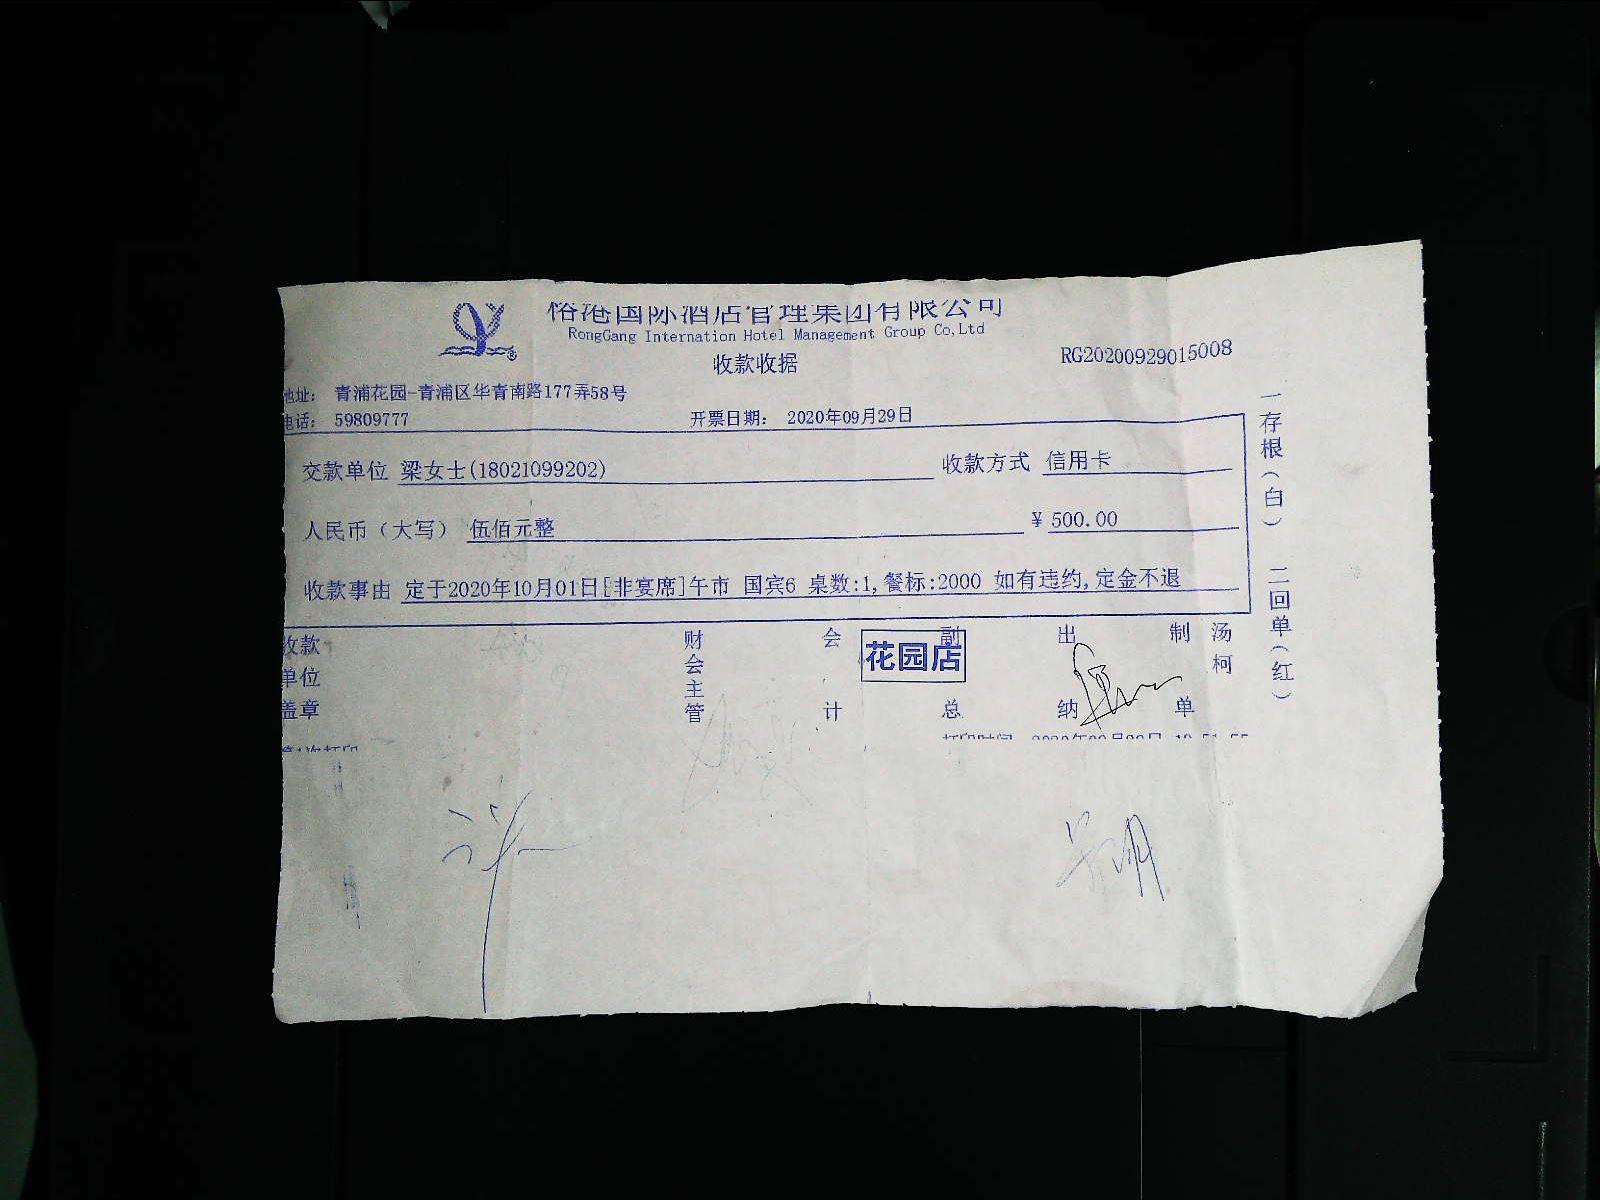 榕港国际酒店管理集团有限公司
RongGang Internation Hotel Management Group Co,Ltd
收款收据
RG20200929015008
地址: 青浦花园-青浦区华青南路177弄58号
电话: 59809777 开票日期: 2020年09月29日
交款单位 梁女士(18021099202) 收款方式 信用卡
人民币（大写） 伍佰元整 ¥ 500.00
收款事由 定于2020年10月01日[非宴席]午市 国宾6 桌数:1,餐标:2000 如有违约,定金不退
收款单位盖章 财会主管 会计 副总 出纳 制单 汤柯
花园店
一存根（白） 二回单（红）